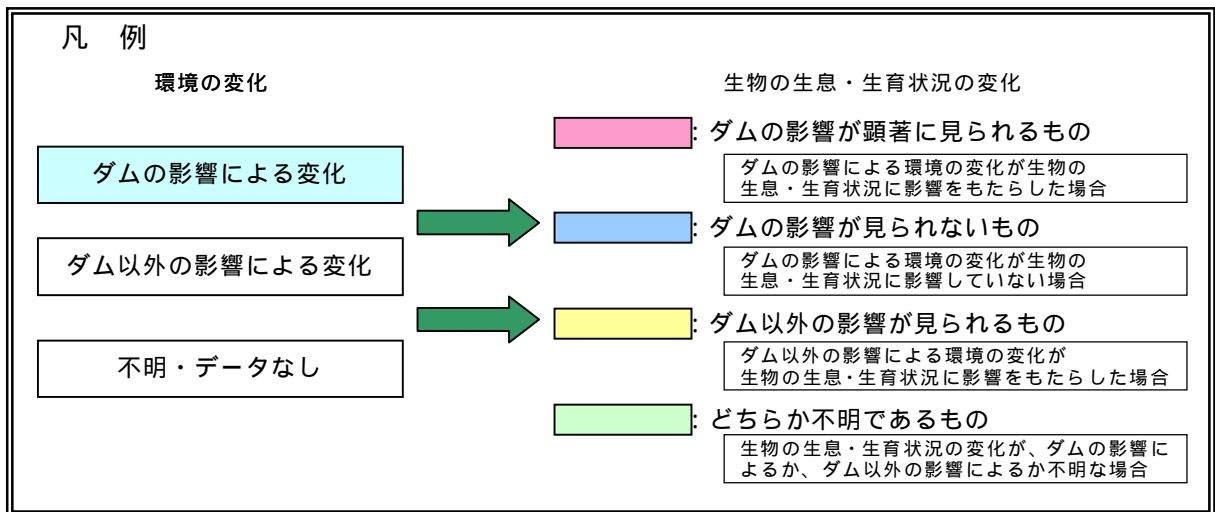 凡 例
環境の変化
ダムの影響による変化
ダム以外の影響による変化
不明・データなし
生物の生息・生育状況の変化
: ダムの影響が顕著に見られるもの
ダムの影響による環境の変化が生物の
生息・生育状況に影響をもたらした場合
: ダムの影響が見られないもの
ダムの影響による環境の変化が生物の
生息・生育状況に影響していない場合
: ダム以外の影響が見られるもの
ダム以外の影響による環境の変化が
生物の生息・生育状況に影響をもたらした場合
: どちらか不明であるもの
生物の生息・生育状況の変化が、ダムの影響に
よるか、ダム以外の影響によるか不明な場合